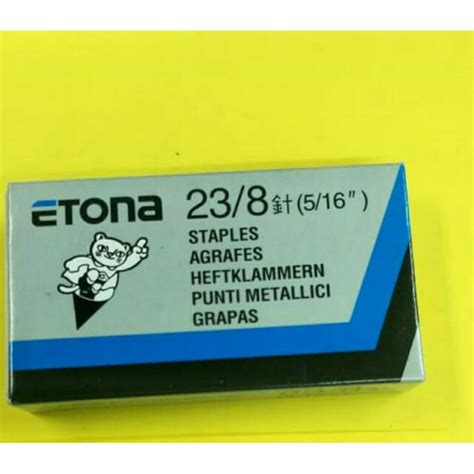 ETONA 23/8 針 (5/16″)
STAPLES
AGRAFES
HEFTKLAMMERN
PUNTI METALLICI
GRAPAS